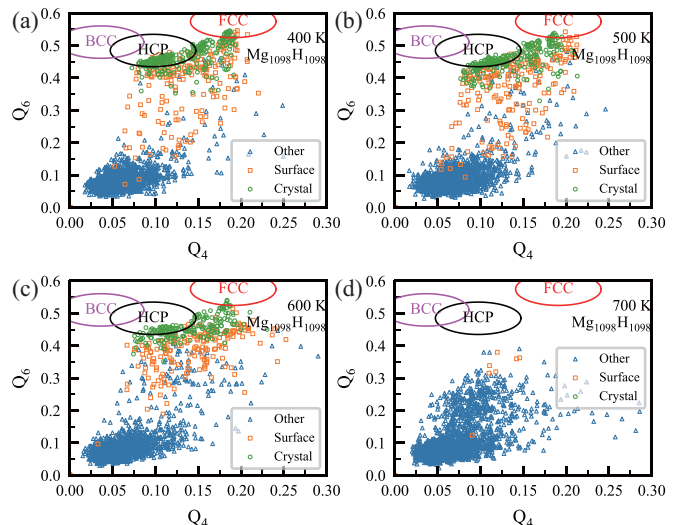 (a)
0.6
0.5
0.4
0.3
0.2
0.1
0.0
Q6
BCC
HCP
FCC
400 K
Mg1098H1098
Other
Surface
Crystal
0.00 0.05 0.10 0.15 0.20 0.25 0.30
Q4
(b)
0.6
0.5
0.4
0.3
0.2
0.1
0.0
Q6
BCC
HCP
FCC
500 K
Mg1098H1098
Other
Surface
Crystal
0.00 0.05 0.10 0.15 0.20 0.25 0.30
Q4
(c)
0.6
0.5
0.4
0.3
0.2
0.1
0.0
Q6
BCC
HCP
FCC
600 K
Mg1098H1098
Other
Surface
Crystal
0.00 0.05 0.10 0.15 0.20 0.25 0.30
Q4
(d)
0.6
0.5
0.4
0.3
0.2
0.1
0.0
Q6
BCC
HCP
FCC
700 K
Mg1098H1098
Other
Surface
Crystal
0.00 0.05 0.10 0.15 0.20 0.25 0.30
Q4